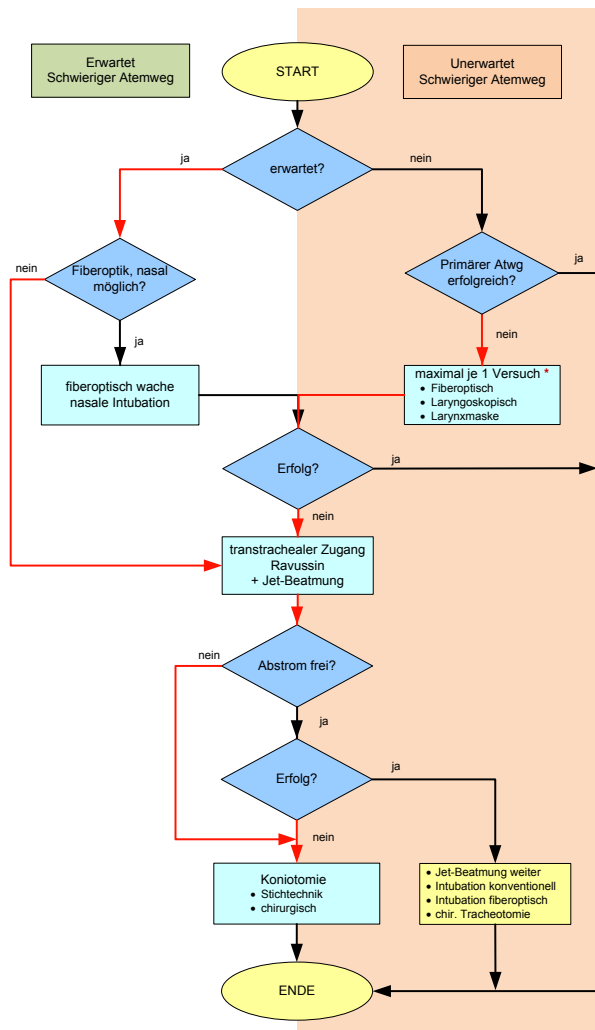 Erwartet
Schwieriger Atemweg
START
Unerwartet
Schwieriger Atemweg
ja
erwartet?
nein
nein
Fiberoptik, nasal
möglich?
Primärer Atwg
erfolgreich?
ja
ja
nein
fiberoptisch wache
nasale Intubation
maximal je 1 Versuch *
• Fiberoptisch
• Laryngoskopisch
• Larynxmaske
Erfolg?
ja
nein
transtrachealer Zugang
Ravussin
+ Jet-Beatmung
nein
Abstrom frei?
ja
Erfolg?
ja
nein
Koniotomie
• Stichtechnik
• chirurgisch
• Jet-Beatmung weiter
• Intubation konventionell
• Intubation fiberoptisch
• chir. Tracheotomie
ENDE